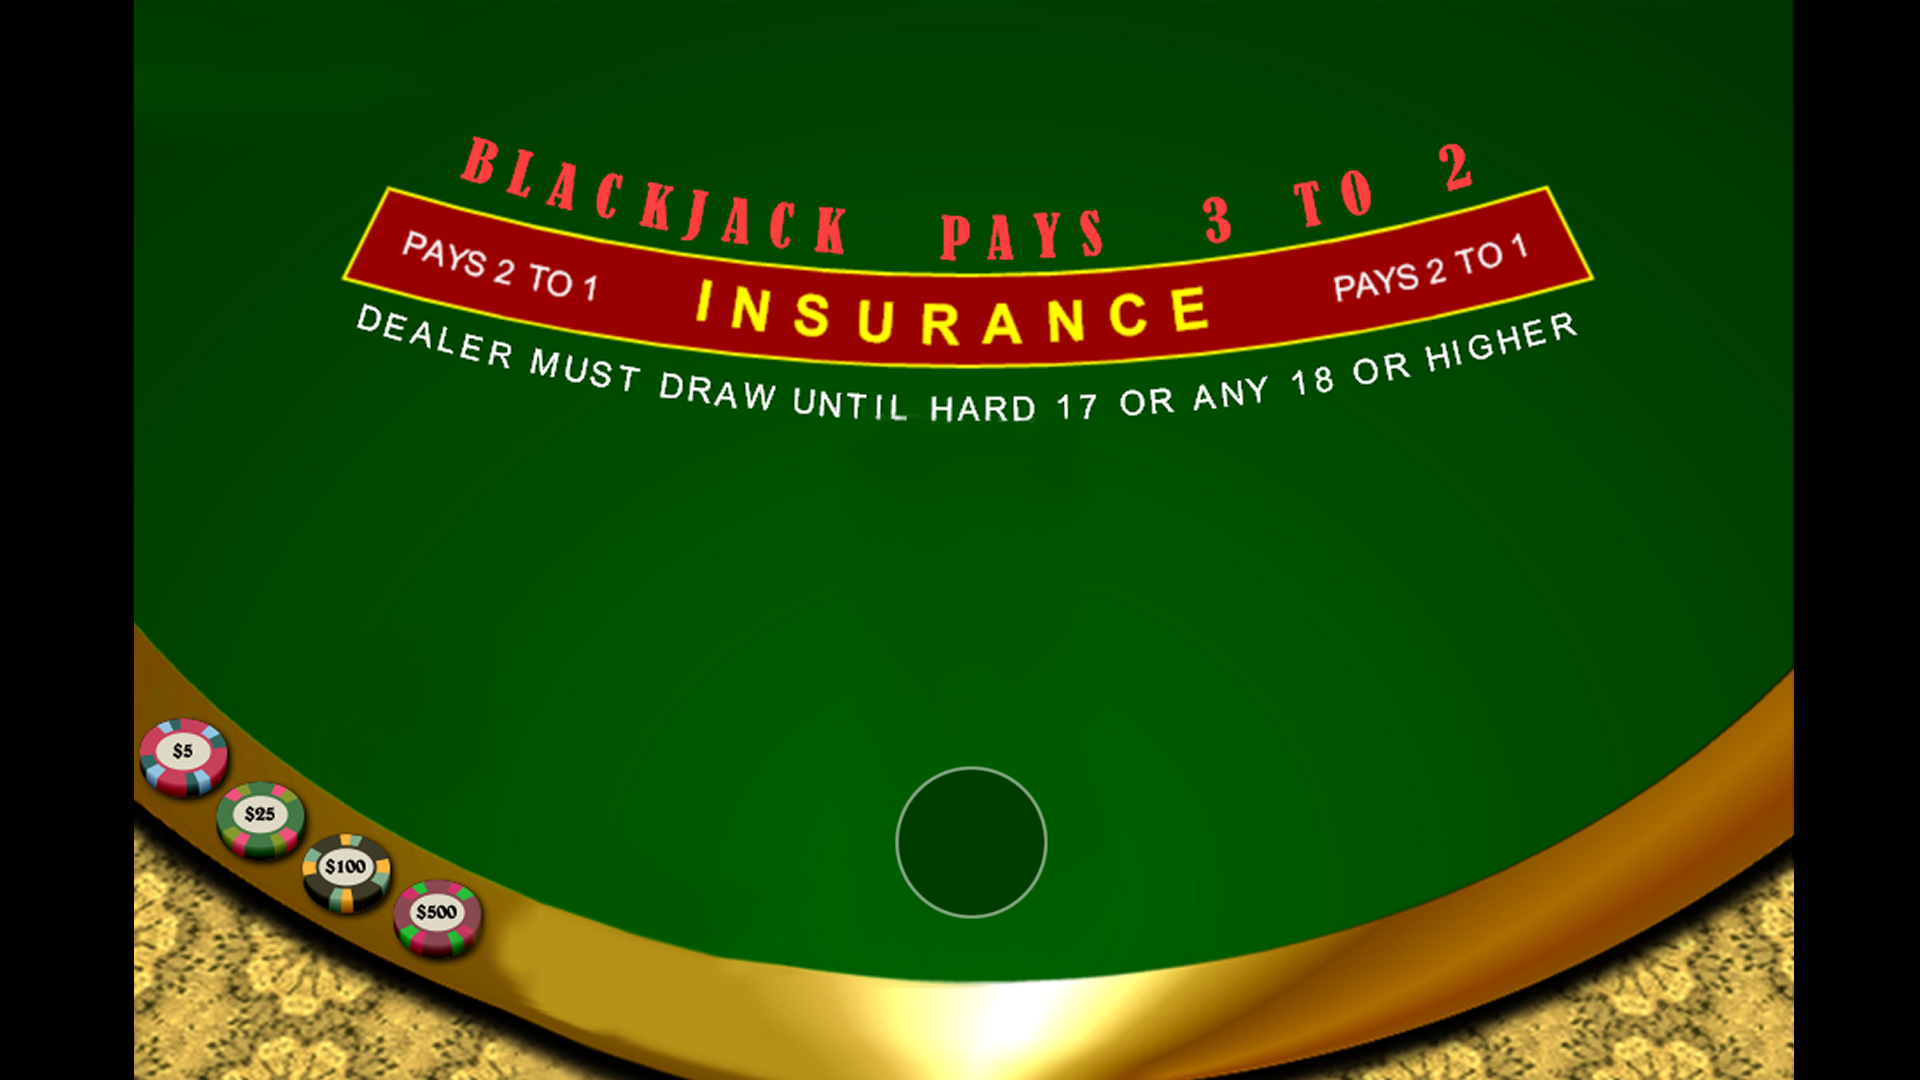 BLACKJACK PAYS 3 TO 2
PAYS 2 TO 1 INSURANCE PAYS 2 TO 1
DEALER MUST DRAW UNTIL HARD 17 OR ANY 18 OR HIGHER
$5
$25
$100
$500